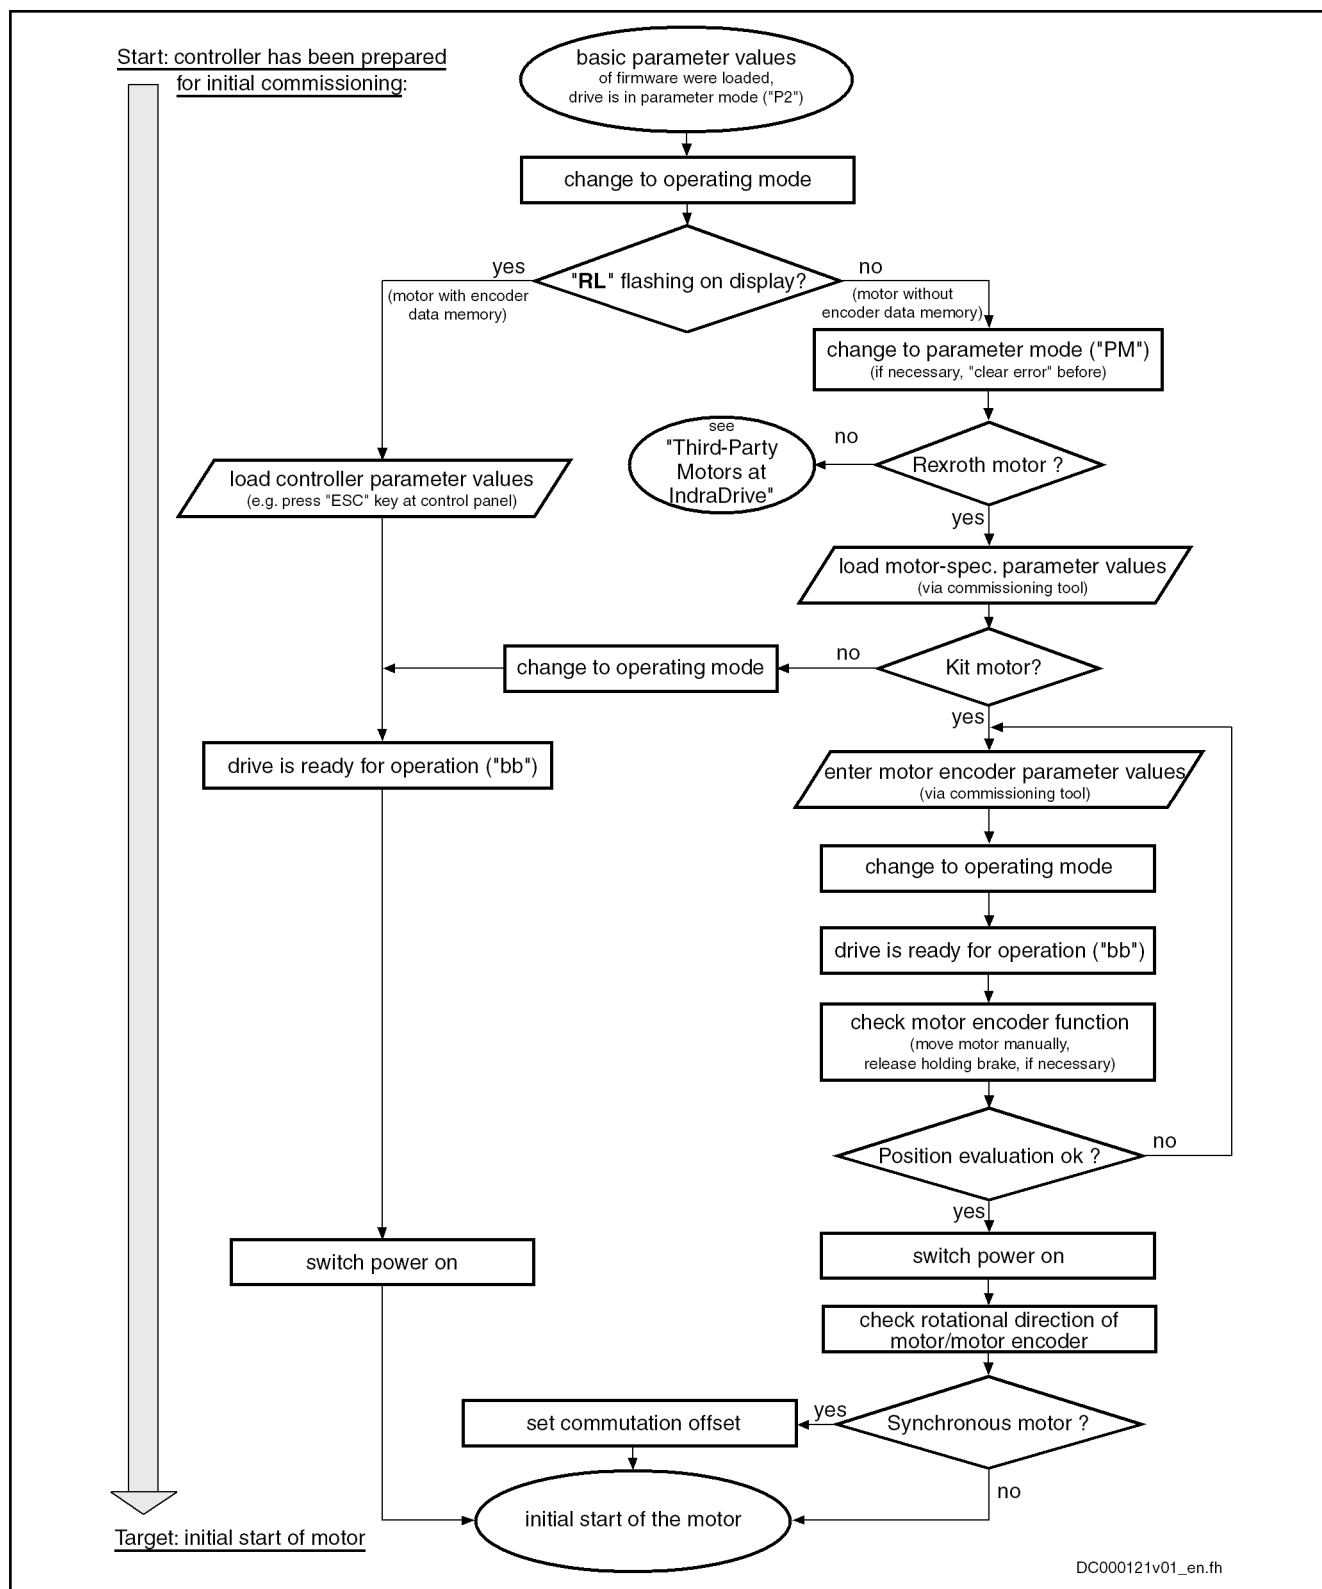 Start: controller has been prepared
for initial commissioning:
basic parameter values
of firmware were loaded,
drive is in parameter mode ("P2")
change to operating mode
"RL" flashing on display?
yes
(motor with encoder
data memory)
no
(motor without
encoder data memory)
change to parameter mode ("PM")
(if necessary, "clear error" before)
Rexroth motor ?
no
see
"Third-Party
Motors at
IndraDrive"
load controller parameter values
(e.g. press "ESC" key at control panel)
yes
load motor-spec. parameter values
(via commissioning tool)
Kit motor?
no
change to operating mode
yes
drive is ready for operation ("bb")
enter motor encoder parameter values
(via commissioning tool)
change to operating mode
drive is ready for operation ("bb")
check motor encoder function
(move motor manually,
release holding brake, if necessary)
Position evaluation ok ?
no
yes
switch power on
switch power on
check rotational direction of
motor/motor encoder
Synchronous motor ?
yes
set commutation offset
no
initial start of the motor
Target: initial start of motor
DC000121v01_en.fh